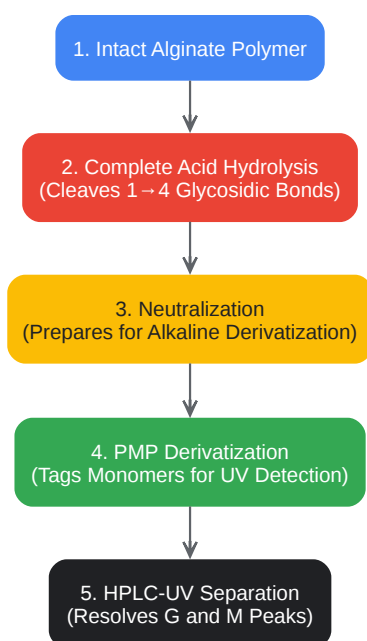 1. Intact Alginate Polymer
2. Complete Acid Hydrolysis
(Cleaves 1→4 Glycosidic Bonds)
3. Neutralization
(Prepares for Alkaline Derivatization)
4. PMP Derivatization
(Tags Monomers for UV Detection)
5. HPLC-UV Separation
(Resolves G and M Peaks)